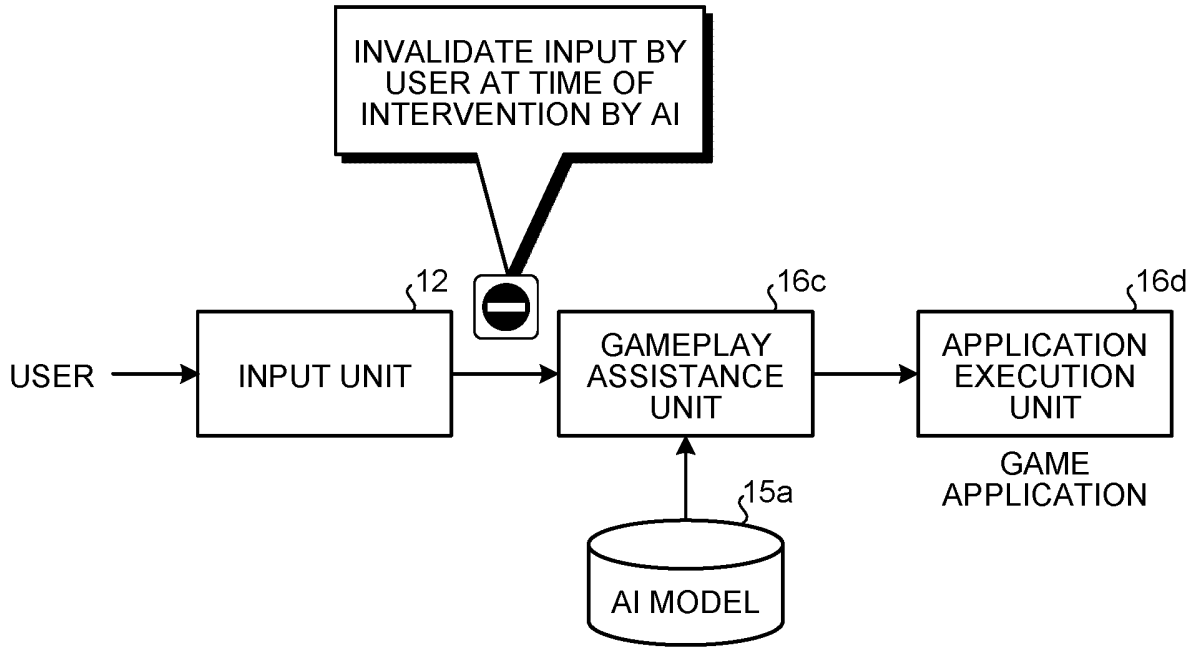 INVALIDATE INPUT BY
USER AT TIME OF
INTERVENTION BY AI
12
16c
16d
USER
INPUT UNIT
GAMEPLAY
ASSISTANCE
UNIT
APPLICATION
EXECUTION
UNIT
GAME
APPLICATION
15a
AI MODEL